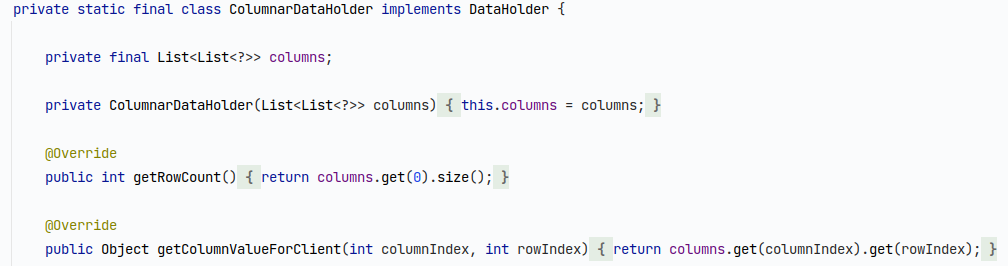 private static final class ColumnarDataHolder implements DataHolder {
private final List<List<?>> columns;
private ColumnarDataHolder(List<List<?>> columns) { this.columns = columns; }
@Override
public int getRowCount() { return columns.get(0).size(); }
@Override
public Object getColumnValueForClient(int columnIndex, int rowIndex) { return columns.get(columnIndex).get(rowIndex); }